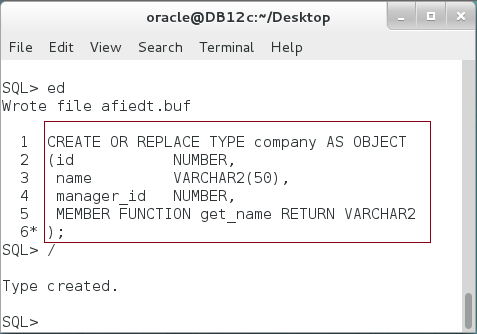 oracle@DB12c:~/Desktop
File Edit View Search Terminal Help
SQL> ed
Wrote file afiedt.buf
1 CREATE OR REPLACE TYPE company AS OBJECT
2 (id NUMBER,
3 name VARCHAR2(50),
4 manager_id NUMBER,
5 MEMBER FUNCTION get_name RETURN VARCHAR2
6* );
SQL> /
Type created.
SQL>